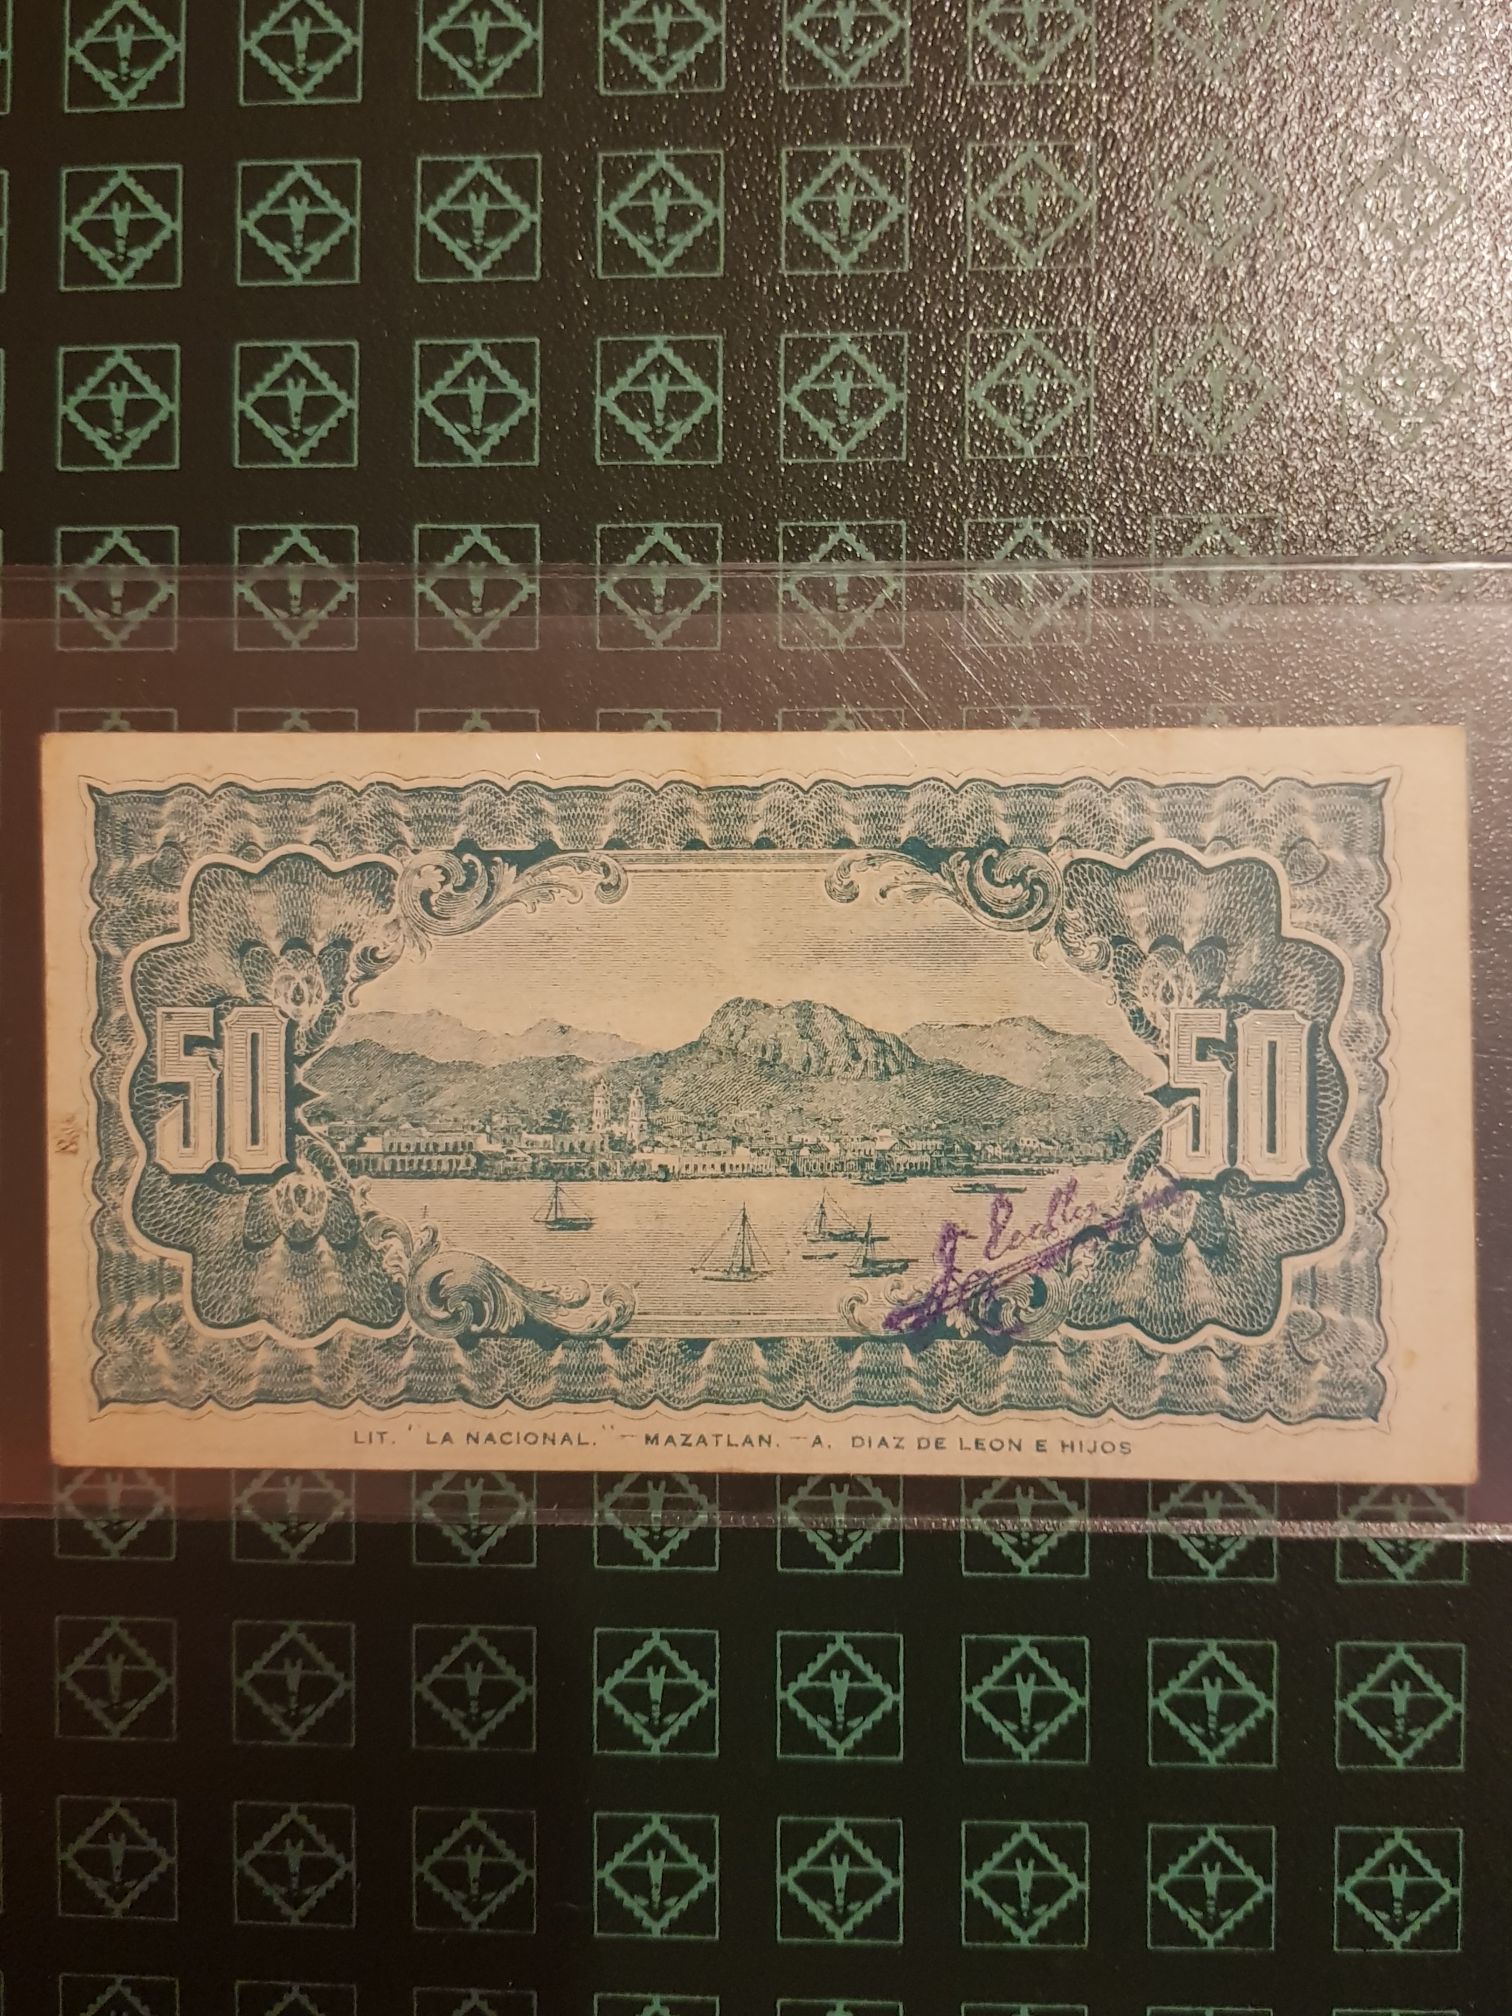 50 50
LIT. "LA NACIONAL." — MAZATLAN. — A. DIAZ DE LEON E HIJOS